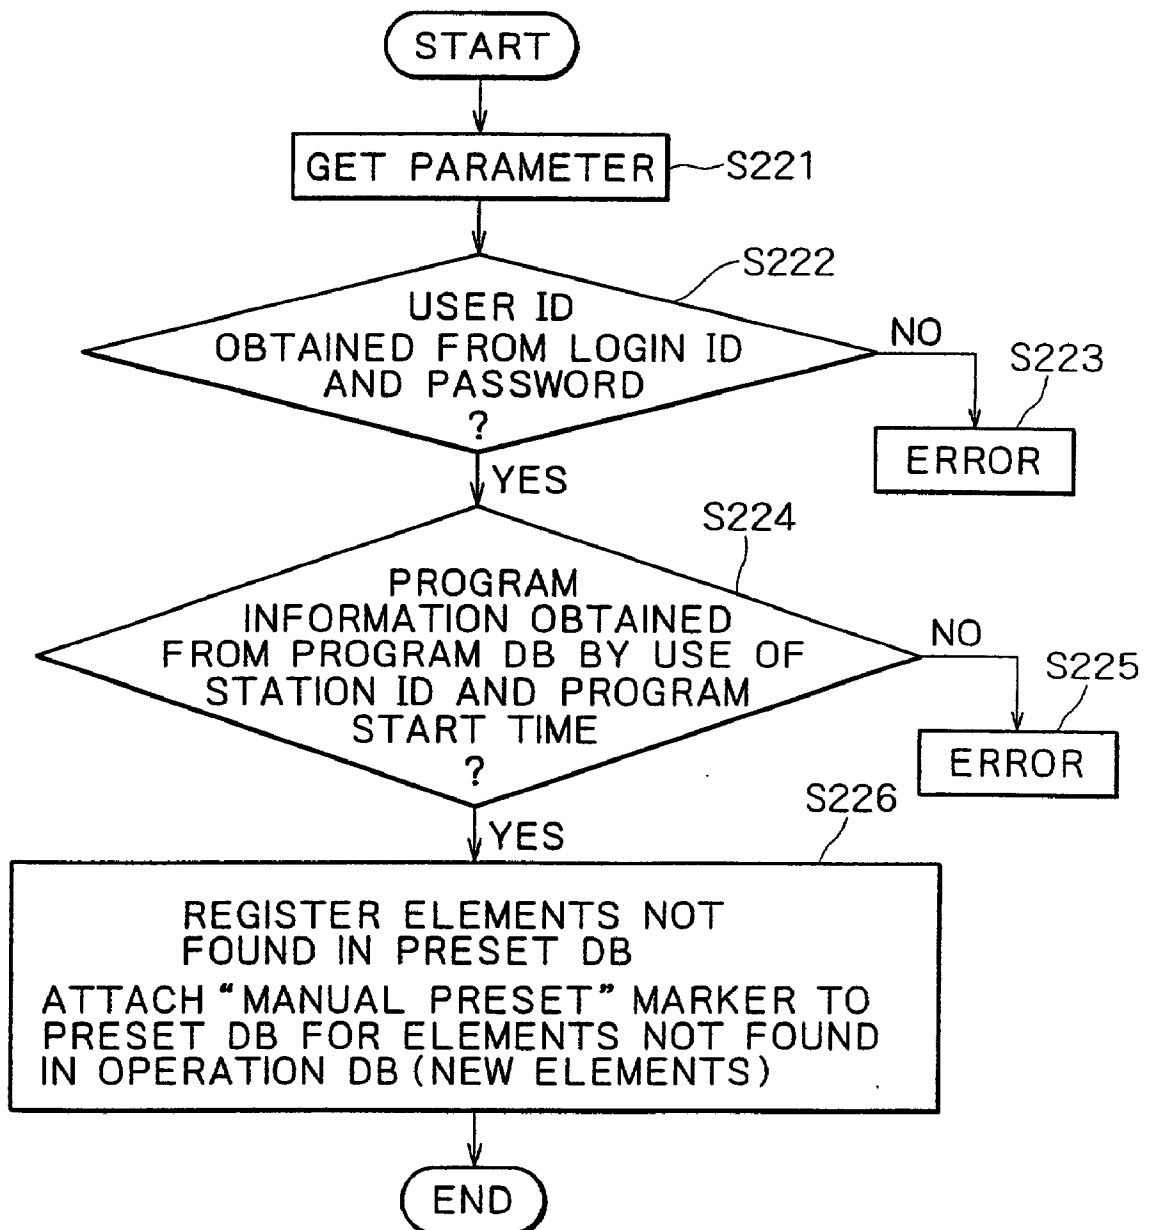 START
GET PARAMETER
S221
S222
USER ID
OBTAINED FROM LOGIN ID
AND PASSWORD
?
NO
S223
ERROR
YES
S224
PROGRAM
INFORMATION OBTAINED
FROM PROGRAM DB BY USE OF
STATION ID AND PROGRAM
START TIME
?
NO
S225
ERROR
YES
S226
REGISTER ELEMENTS NOT
FOUND IN PRESET DB
ATTACH “MANUAL PRESET” MARKER TO
PRESET DB FOR ELEMENTS NOT FOUND
IN OPERATION DB (NEW ELEMENTS)
END